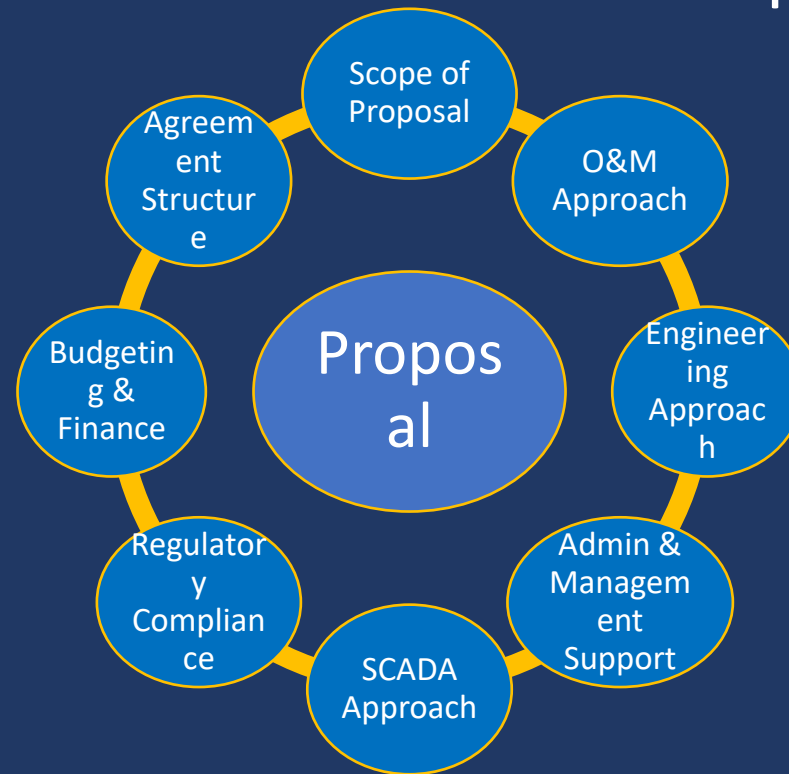 Scope of
Proposal
O&M
Approach
Engineer
ing
Approac
h
Admin &
Managem
ent
Support
SCADA
Approach
Regulator
y
Complian
ce
Budgetin
g &
Finance
Agreem
ent
Structur
e
Propos
al